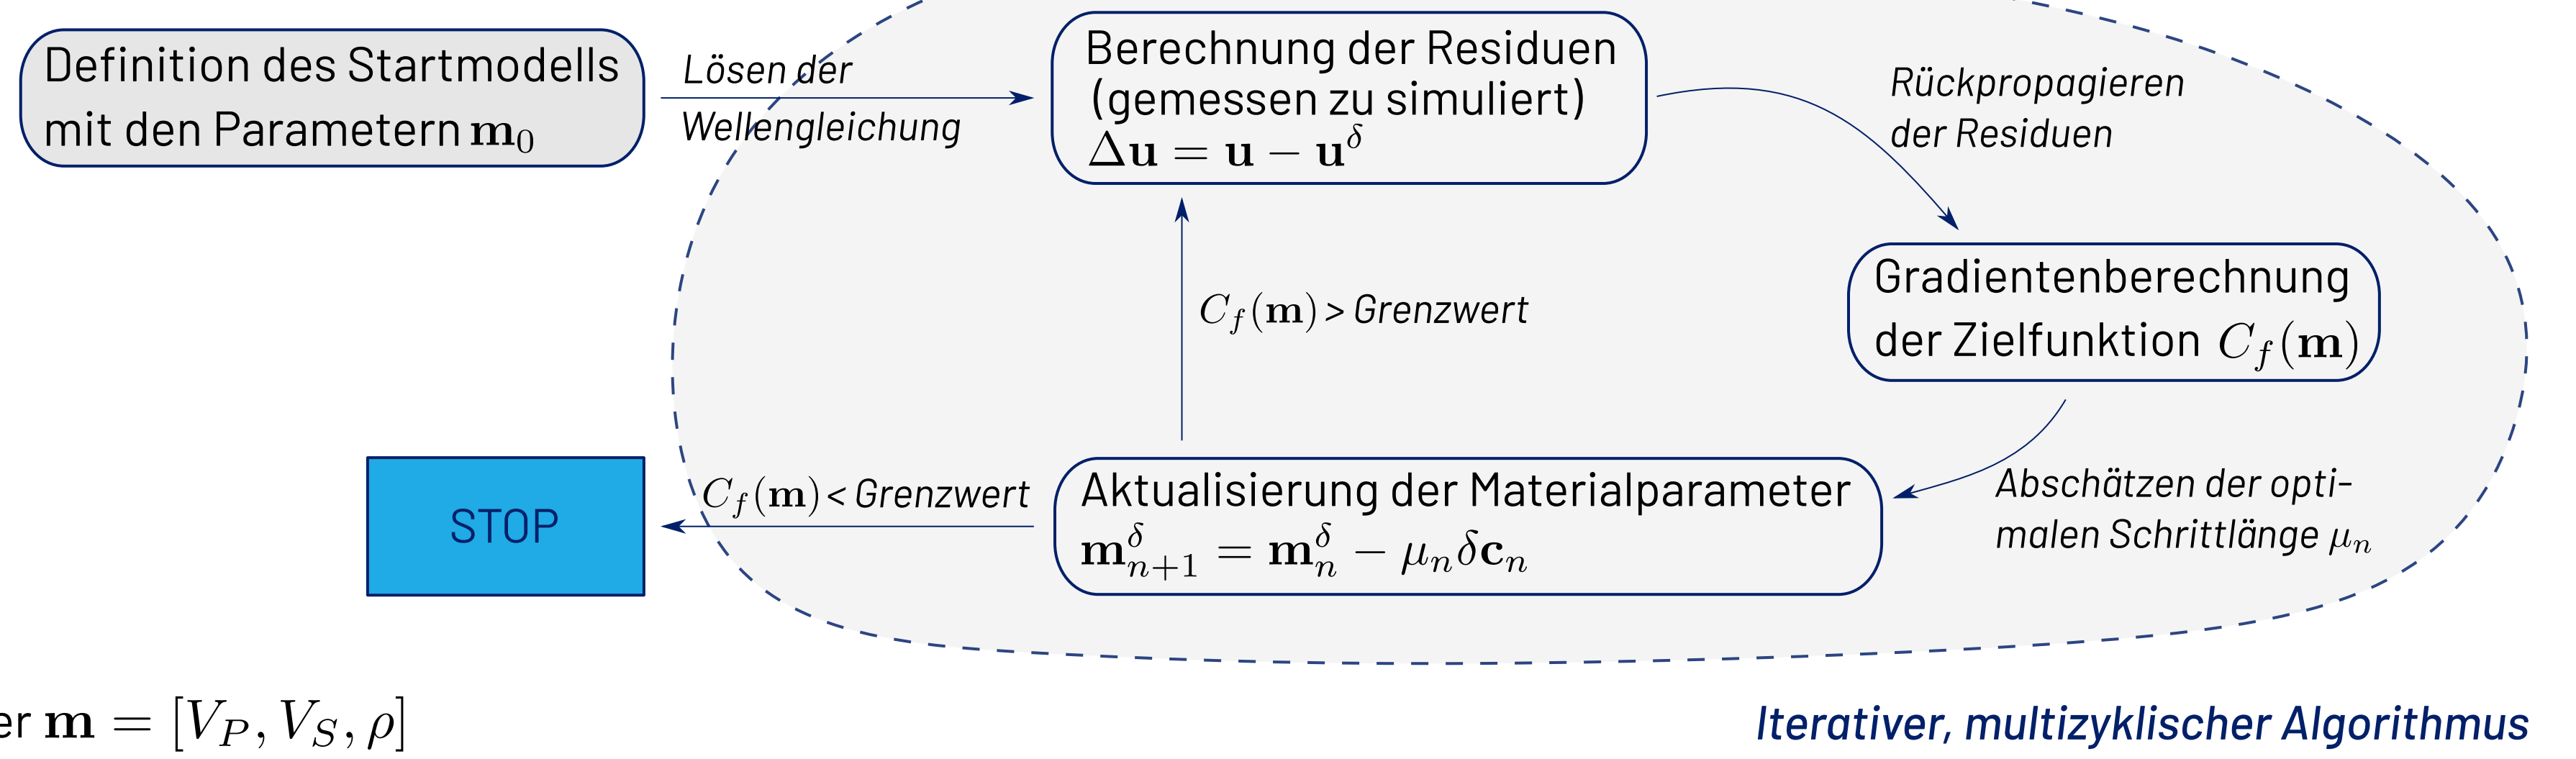 Definition des Startmodells
mit den Parametern m₀
Lösen der
Wellengleichung
Berechnung der Residuen
(gemessen zu simuliert)
Δu = u − u^δ
Rückpropagieren
der Residuen
Gradientenberechnung
der Zielfunktion C_f(m)
C_f(m) > Grenzwert
Abschätzen der opti-
malen Schrittlänge μ_n
Aktualisierung der Materialparameter
m^δ_{n+1} = m^δ_n − μ_n δc_n
C_f(m) < Grenzwert
STOP
er m = [V_P, V_S, ρ]
Iterativer, multizyklischer Algorithmus